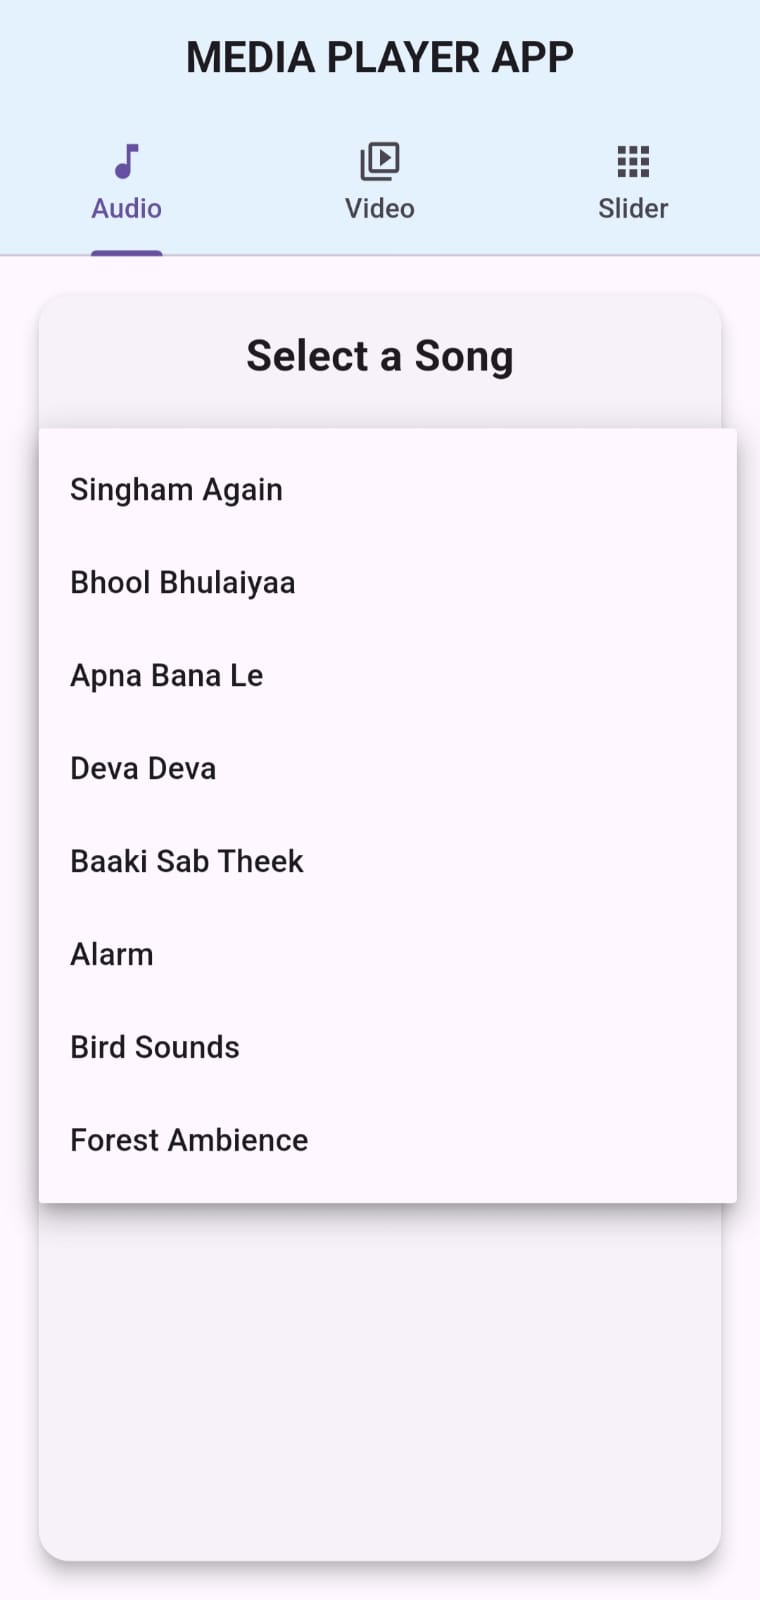 MEDIA PLAYER APP
Audio
Video
Slider
Select a Song
Singham Again
Bhool Bhulaiyaa
Apna Bana Le
Deva Deva
Baaki Sab Theek
Alarm
Bird Sounds
Forest Ambience